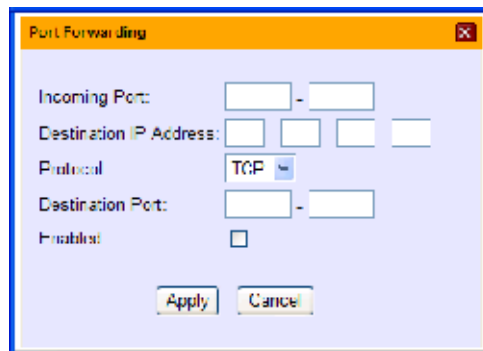 Port Forwarding
Incoming Port: -
Destination IP Address:
Protocol TCP
Destination Port: -
Enabled
Apply Cancel